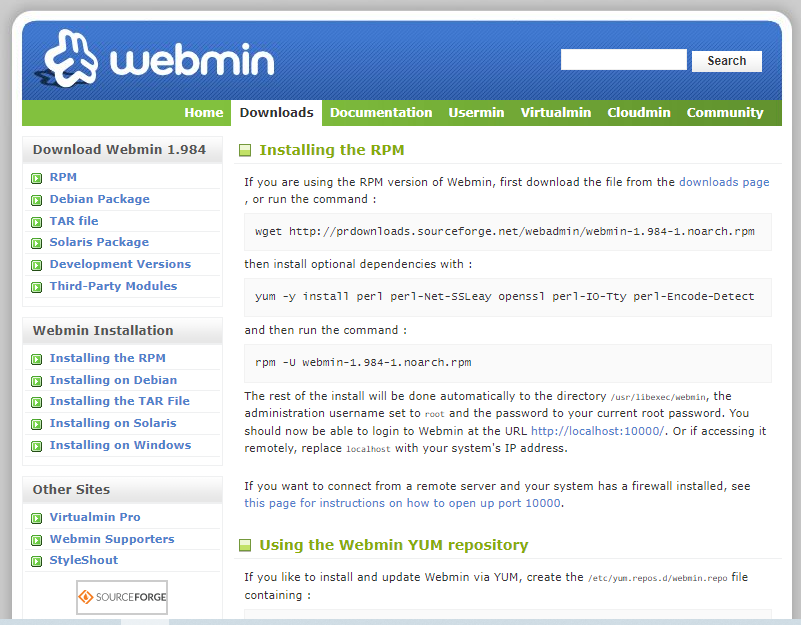 webmin
Search
Home Downloads Documentation Usermin Virtualmin Cloudmin Community
Download Webmin 1.984
RPM
Debian Package
TAR file
Solaris Package
Development Versions
Third-Party Modules
Webmin Installation
Installing the RPM
Installing on Debian
Installing the TAR File
Installing on Solaris
Installing on Windows
Other Sites
Virtualmin Pro
Webmin Supporters
StyleShout
SOURCEFORGE
Installing the RPM
If you are using the RPM version of Webmin, first download the file from the downloads page
, or run the command :
wget http://prdownloads.sourceforge.net/webadmin/webmin-1.984-1.noarch.rpm
then install optional dependencies with :
yum -y install perl perl-Net-SSLeay openssl perl-IO-Tty perl-Encode-Detect
and then run the command :
rpm -U webmin-1.984-1.noarch.rpm
The rest of the install will be done automatically to the directory /usr/libexec/webmin, the
administration username set to root and the password to your current root password. You
should now be able to login to Webmin at the URL http://localhost:10000/. Or if accessing it
remotely, replace localhost with your system's IP address.
If you want to connect from a remote server and your system has a firewall installed, see
this page for instructions on how to open up port 10000.
Using the Webmin YUM repository
If you like to install and update Webmin via YUM, create the /etc/yum.repos.d/webmin.repo file
containing :